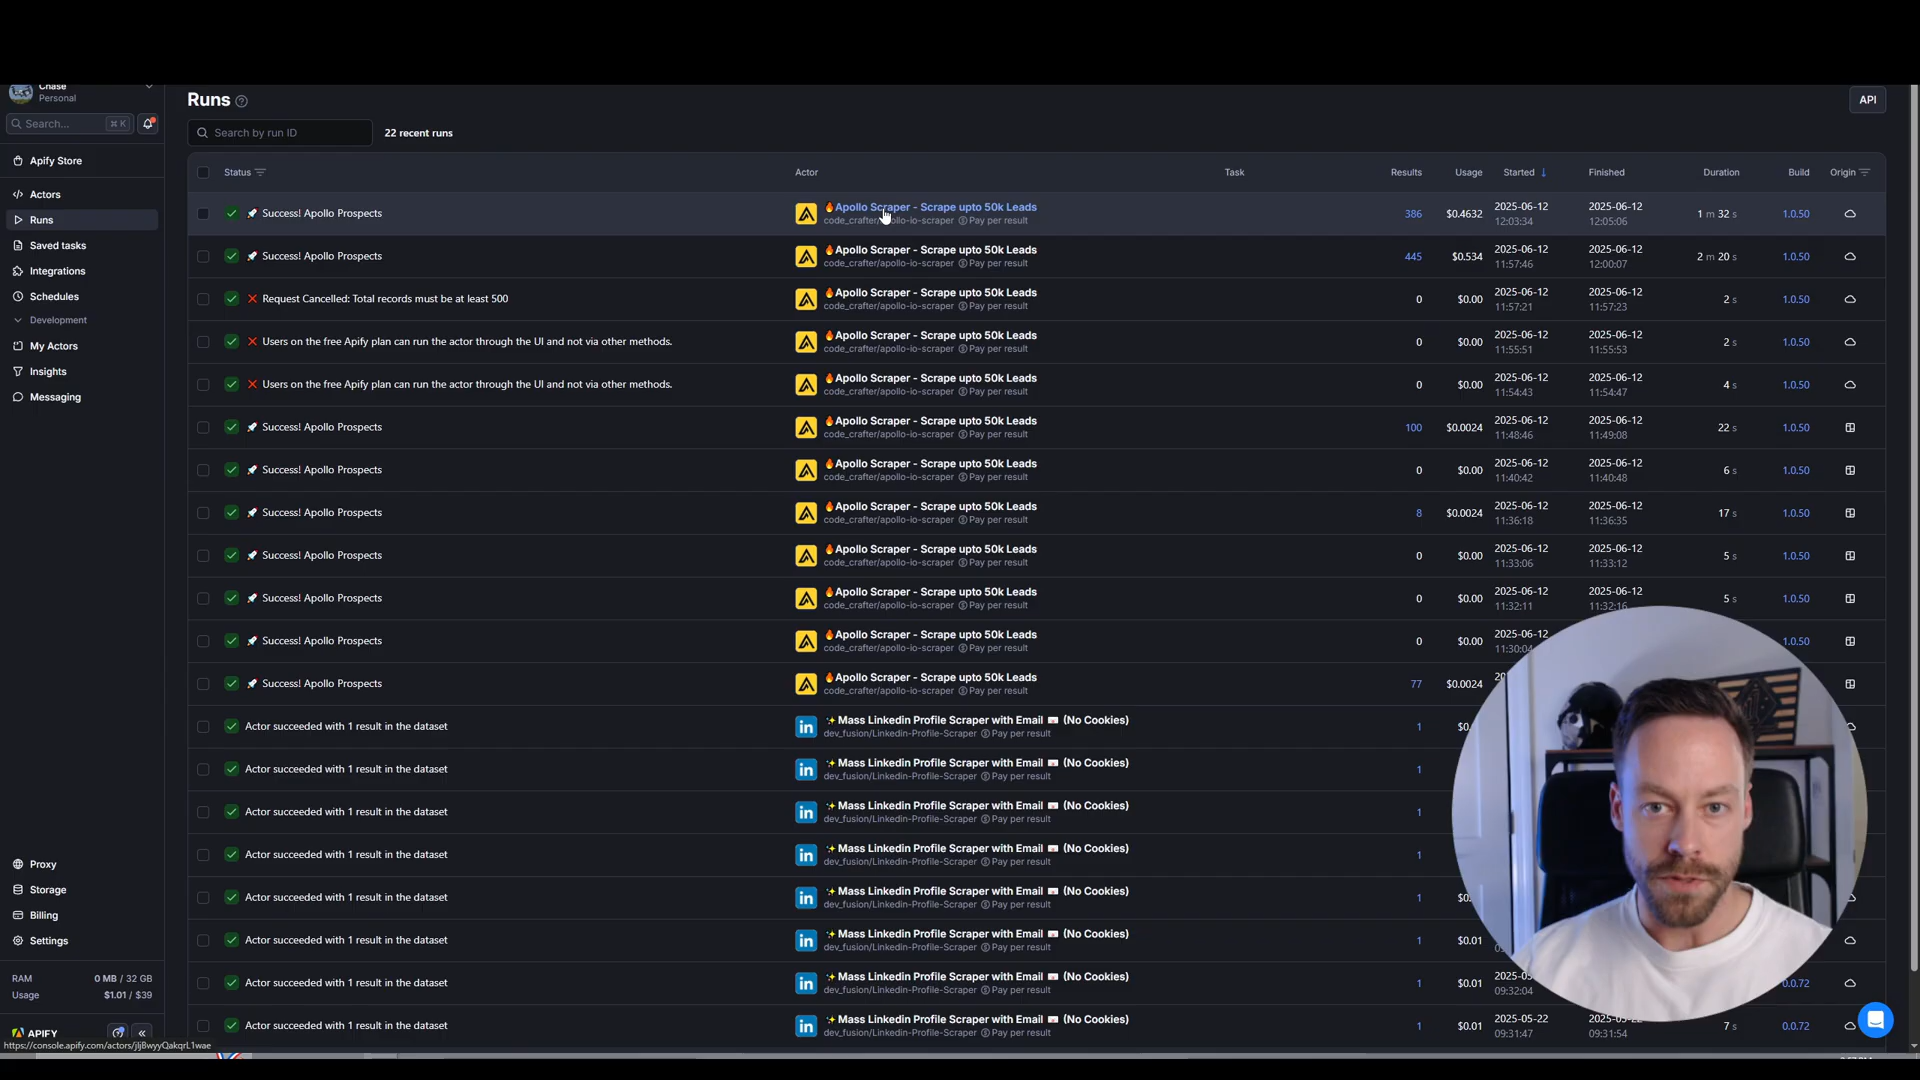 Chase
Personal
Search... ⌘ K
Apify Store
Actors
Runs
Saved tasks
Integrations
Schedules
Development
My Actors
Insights
Messaging
Proxy
Storage
Billing
Settings
RAM 0 MB / 32 GB
Usage $1.01 / $39
APIFY
https://console.apify.com/actors/
Runs
API
Search by run ID 22 recent runs
Status Actor Task Results Usage Started Finished Duration Build Origin
Success! Apollo Prospects 🔥Apollo Scraper - Scrape upto 50k Leads 386 $0.4632 2025-06-12 2025-06-12 1 m 32 s 1.0.50
code_crafter/apollo-io-scraper Pay per result 12:03:34 12:05:06
Success! Apollo Prospects 🔥Apollo Scraper - Scrape upto 50k Leads 445 $0.534 2025-06-12 2025-06-12 2 m 20 s 1.0.50
code_crafter/apollo-io-scraper Pay per result 11:57:46 12:00:07
❌ Request Cancelled: Total records must be at least 500 🔥Apollo Scraper - Scrape upto 50k Leads 0 $0.00 2025-06-12 2025-06-12 2 s 1.0.50
code_crafter/apollo-io-scraper Pay per result 11:57:21 11:57:23
❌ Users on the free Apify plan can run the actor through the UI and not via other methods. 🔥Apollo Scraper - Scrape upto 50k Leads 0 $0.00 2025-06-12 2025-06-12 2 s 1.0.50
code_crafter/apollo-io-scraper Pay per result 11:55:51 11:55:53
❌ Users on the free Apify plan can run the actor through the UI and not via other methods. 🔥Apollo Scraper - Scrape upto 50k Leads 0 $0.00 2025-06-12 2025-06-12 4 s 1.0.50
code_crafter/apollo-io-scraper Pay per result 11:54:43 11:54:47
Success! Apollo Prospects 🔥Apollo Scraper - Scrape upto 50k Leads 100 $0.0024 2025-06-12 2025-06-12 22 s 1.0.50
code_crafter/apollo-io-scraper Pay per result 11:48:46 11:49:08
Success! Apollo Prospects 🔥Apollo Scraper - Scrape upto 50k Leads 0 $0.00 2025-06-12 2025-06-12 6 s 1.0.50
code_crafter/apollo-io-scraper Pay per result 11:40:42 11:40:48
Success! Apollo Prospects 🔥Apollo Scraper - Scrape upto 50k Leads 8 $0.0024 2025-06-12 2025-06-12 17 s 1.0.50
code_crafter/apollo-io-scraper Pay per result 11:36:18 11:36:35
Success! Apollo Prospects 🔥Apollo Scraper - Scrape upto 50k Leads 0 $0.00 2025-06-12 2025-06-12 5 s 1.0.50
code_crafter/apollo-io-scraper Pay per result 11:33:06 11:33:12
Success! Apollo Prospects 🔥Apollo Scraper - Scrape upto 50k Leads 0 $0.00 2025-06-12 2025-06-12 5 s 1.0.50
code_crafter/apollo-io-scraper Pay per result 11:32:11 11:32:16
Success! Apollo Prospects 🔥Apollo Scraper - Scrape upto 50k Leads 0 $0.00 2025-06-12 1.0.50
code_crafter/apollo-io-scraper Pay per result 11:30:04
Success! Apollo Prospects 🔥Apollo Scraper - Scrape upto 50k Leads 77 $0.0024
code_crafter/apollo-io-scraper Pay per result
Actor succeeded with 1 result in the dataset ✨Mass Linkedin Profile Scraper with Email 📧 (No Cookies) 1
dev_fusion/Linkedin-Profile-Scraper Pay per result
Actor succeeded with 1 result in the dataset ✨Mass Linkedin Profile Scraper with Email 📧 (No Cookies) 1
dev_fusion/Linkedin-Profile-Scraper Pay per result
Actor succeeded with 1 result in the dataset ✨Mass Linkedin Profile Scraper with Email 📧 (No Cookies) 1
dev_fusion/Linkedin-Profile-Scraper Pay per result
Actor succeeded with 1 result in the dataset ✨Mass Linkedin Profile Scraper with Email 📧 (No Cookies) 1
dev_fusion/Linkedin-Profile-Scraper Pay per result
Actor succeeded with 1 result in the dataset ✨Mass Linkedin Profile Scraper with Email 📧 (No Cookies) 1
dev_fusion/Linkedin-Profile-Scraper Pay per result
Actor succeeded with 1 result in the dataset ✨Mass Linkedin Profile Scraper with Email 📧 (No Cookies) 1 $0.01
dev_fusion/Linkedin-Profile-Scraper Pay per result
Actor succeeded with 1 result in the dataset ✨Mass Linkedin Profile Scraper with Email 📧 (No Cookies) 1 $0.01 0.0.72
dev_fusion/Linkedin-Profile-Scraper Pay per result 09:32:04
Actor succeeded with 1 result in the dataset ✨Mass Linkedin Profile Scraper with Email 📧 (No Cookies) 1 $0.01 2025-05-22 2025-05-22 7 s 0.0.72
dev_fusion/Linkedin-Profile-Scraper Pay per result 09:31:47 09:31:54